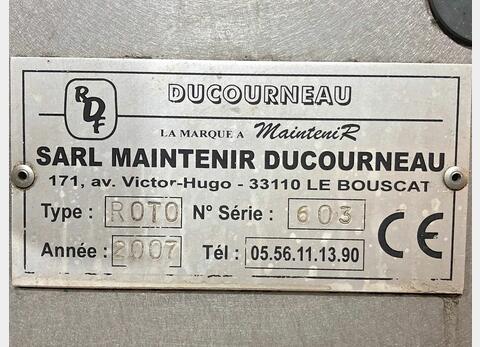 RDF
DUCOURNEAU
LA MARQUE A MainteniR
SARL MAINTENIR DUCOURNEAU
171, av. Victor-Hugo - 33110 LE BOUSCAT
Type : ROTO N° Série : 603
Année : 2007 Tél : 05.56.11.13.90
CE